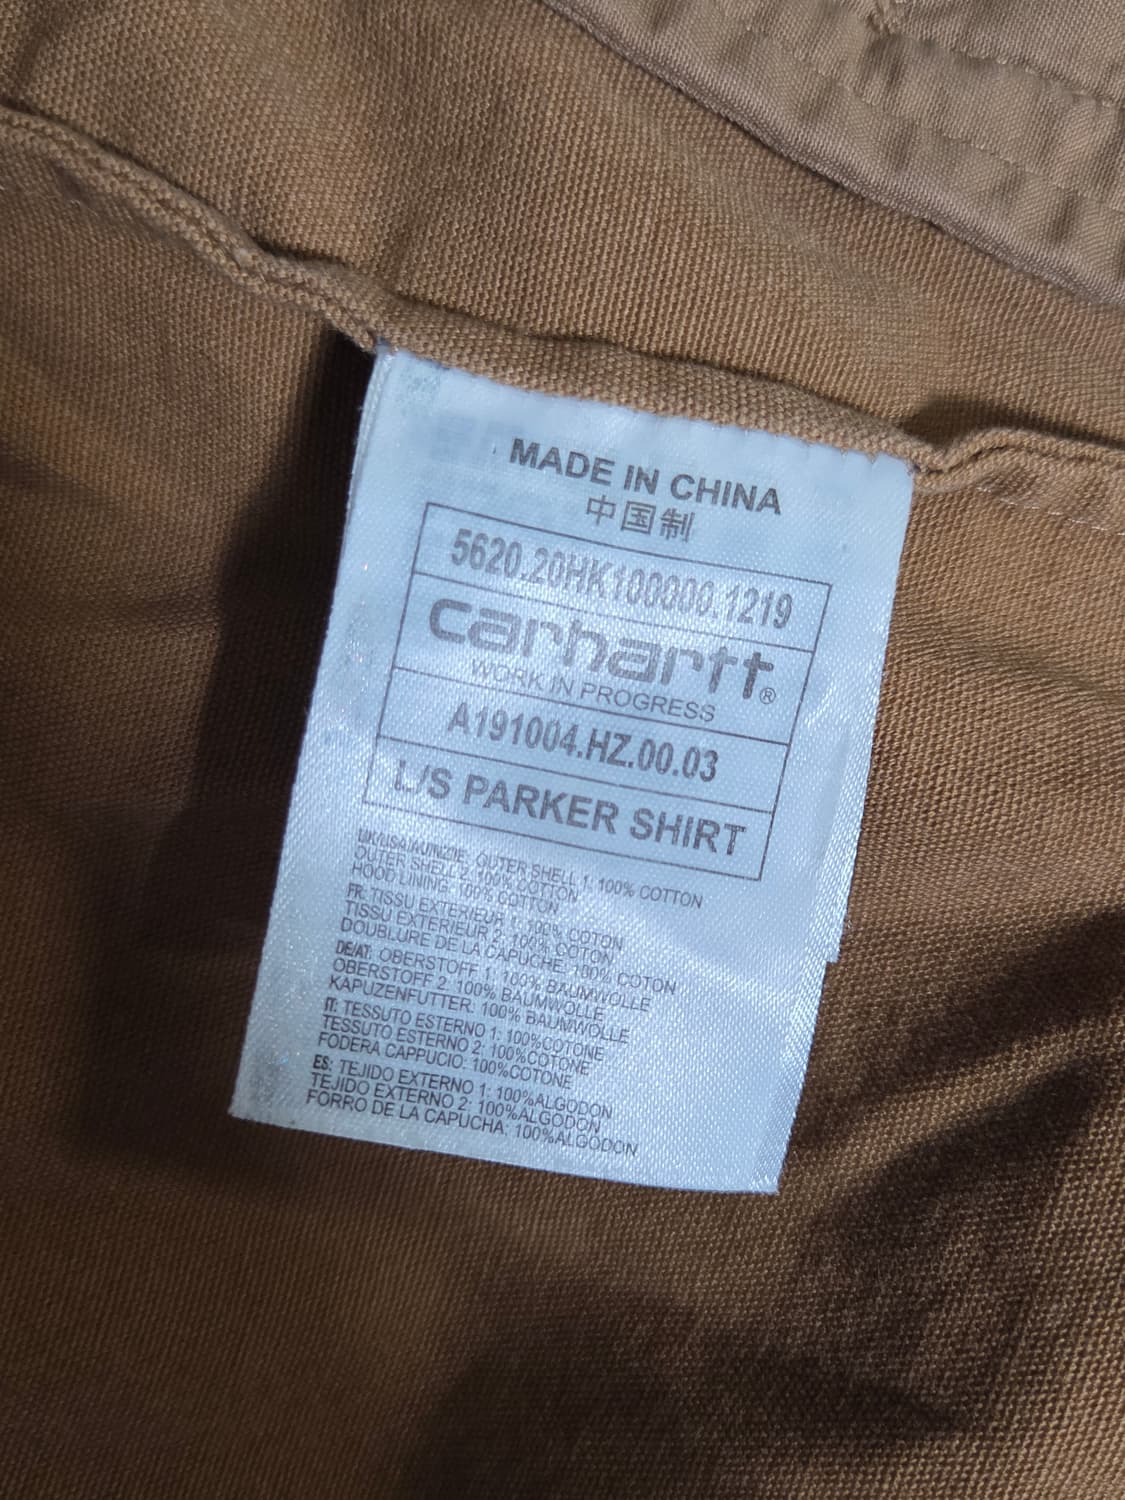 MADE IN CHINA
中国制
5620.20HK100000.1219
carhartt®
WORK IN PROGRESS
A191004.HZ.00.03
L/S PARKER SHIRT
UK/USA/AU/NZ/IE: OUTER SHELL 1: 100% COTTON
OUTER SHELL 2: 100% COTTON
HOOD LINING: 100% COTTON
FR: TISSU EXTERIEUR 1: 100% COTON
TISSU EXTERIEUR 2: 100% COTON
DOUBLURE DE LA CAPUCHE: 100% COTON
DE/AT: OBERSTOFF 1: 100% BAUMWOLLE
OBERSTOFF 2: 100% BAUMWOLLE
KAPUZENFUTTER: 100% BAUMWOLLE
IT: TESSUTO ESTERNO 1: 100%COTONE
TESSUTO ESTERNO 2: 100%COTONE
FODERA CAPPUCIO: 100%COTONE
ES: TEJIDO EXTERNO 1: 100%ALGODON
TEJIDO EXTERNO 2: 100%ALGODON
FORRO DE LA CAPUCHA: 100%ALGODON